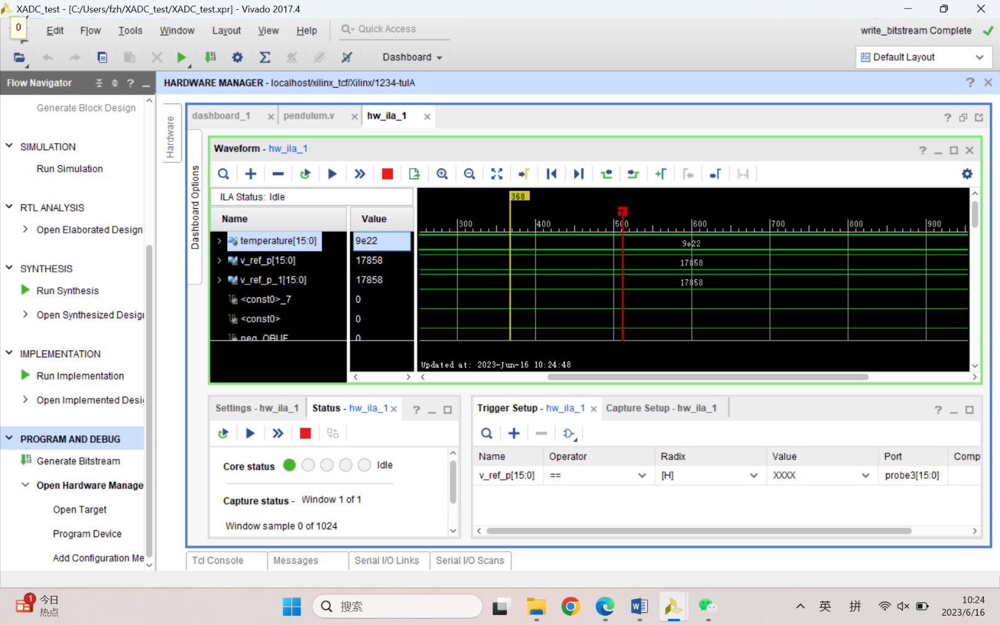 XADC_test - [C:/Users/fzh/XADC_test/XADC_test.xpr] - Vivado 2017.4
0
Edit Flow Tools Window Layout View Help Quick Access
write_bitstream Complete
Dashboard
Default Layout
Flow Navigator
HARDWARE MANAGER - localhost/xilinx_tcf/Xilinx/1234-tulA
Generate Block Design
SIMULATION
Run Simulation
RTL ANALYSIS
Open Elaborated Design
SYNTHESIS
Run Synthesis
Open Synthesized Design
IMPLEMENTATION
Run Implementation
Open Implemented Desi
PROGRAM AND DEBUG
Generate Bitstream
Open Hardware Manage
Open Target
Program Device
Add Configuration Me
Hardware
Dashboard Options
dashboard_1 pendulum.v hw_ila_1
Waveform - hw_ila_1
ILA Status: Idle
Name Value
temperature[15:0] 9e22
v_ref_p[15:0] 17858
v_ref_p_1[15:0] 17858
<const0>_7 0
<const0> 0
neg_OBUF 0
368
T
300 400 500 600 700 800 900
9e22
17858
17858
Updated at: 2023-Jun-16 10:24:48
Settings - hw_ila_1 Status - hw_ila_1
Core status Idle
Capture status - Window 1 of 1
Window sample 0 of 1024
Trigger Setup - hw_ila_1 Capture Setup - hw_ila_1
Name Operator Radix Value Port Comp
v_ref_p[15:0] == [H] XXXX probe3[15:0]
Tcl Console Messages Serial I/O Links Serial I/O Scans
1
今日
热点
搜索
英 拼
10:24
2023/6/16